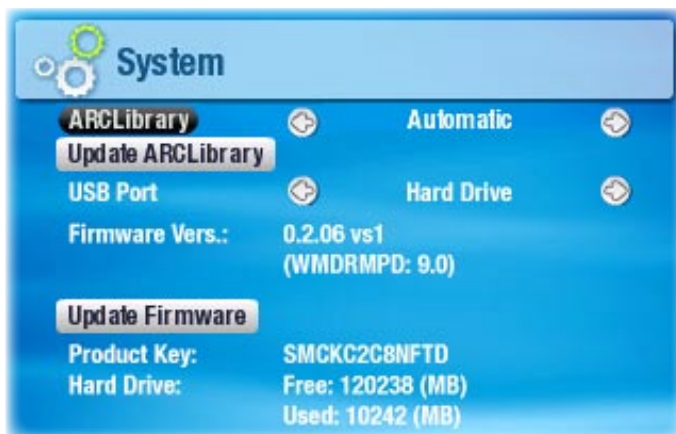 System
ARCLibrary Automatic
Update ARCLibrary
USB Port Hard Drive
Firmware Vers.: 0.2.06 vs1
(WMDRMPD: 9.0)
Update Firmware
Product Key: SMCKC2C8NFTD
Hard Drive: Free: 120238 (MB)
Used: 10242 (MB)